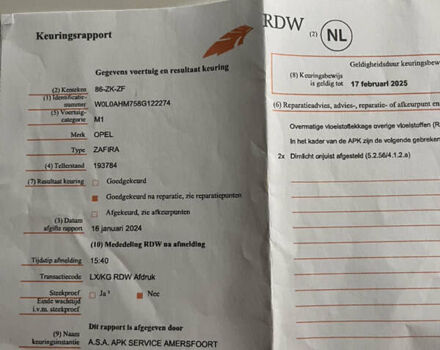 Keuringsrapport
Gegevens voertuig en resultaat keuring
(2) Kenteken 86-ZK-ZF
(1) Identificatie-
nummer W0L0AHM758G122274
(5) Voertuig-
categorie M1
Merk OPEL
Type ZAFIRA
(4) Tellerstand 193784
(7) Resultaat keuring Goedgekeurd
Goedgekeurd na reparatie, zie reparatiepunten
Afgekeurd, zie afkeurpunten
(3) Datum
afgifte rapport 16 januari 2024
(10) Mededeling RDW na afmelding
Tijdstip afmelding 15:40
Transactiecode LX/KG RDW Afdruk
Steekproef Ja Nee
Einde wachttijd
i.v.m. steekproef
Dit rapport is afgegeven door
(9) Naam
keuringsinstantie A.S.A. APK SERVICE AMERSFOORT
RDW
(2) NL
Geldigheidsduur keuringsbew
(8) Keuringsbewijs
is geldig tot 17 februari 2025
(6) Reparatieadvies, advies-, reparatie- of afkeurpunt en
Overmatige vloeistoflekkage overige vloeistoffen (R
In het kader van de APK zijn de volgende gebreken
2x Dimlicht onjuist afgesteld (5.2.56/4.1.2.a)